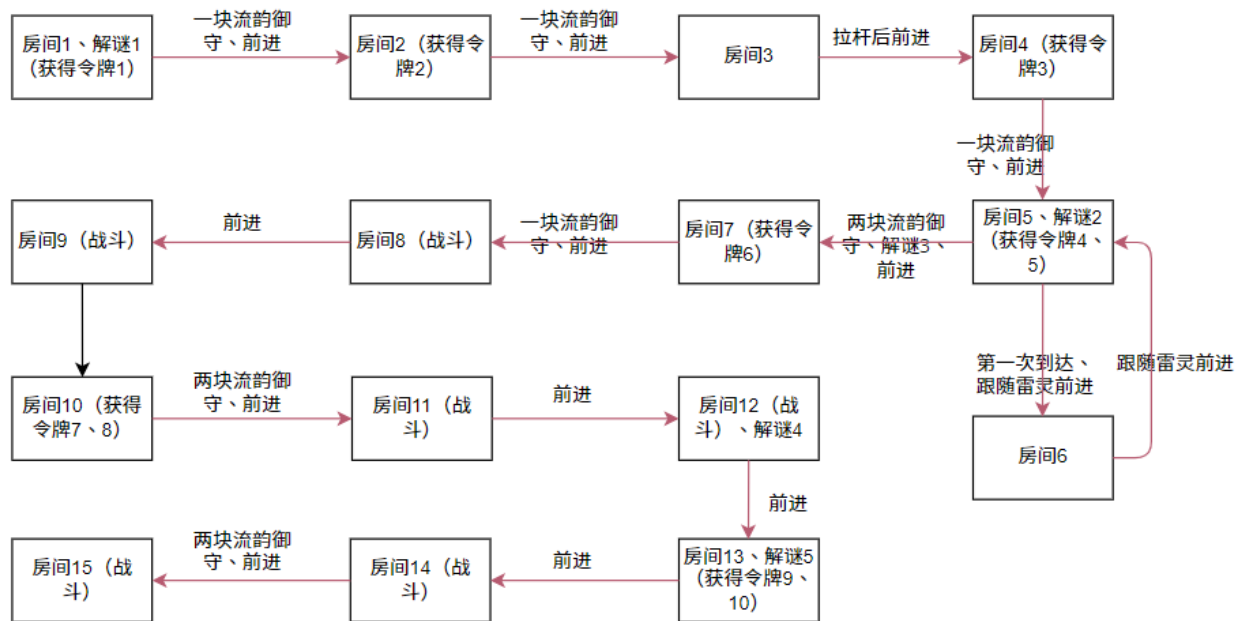 房间1、解谜1
(获得令牌1)
一块流韵御
守、前进
房间2（获得令
牌2）
一块流韵御
守、前进
房间3
拉杆后前进
房间4（获得令
牌3）
一块流韵御
守、前进
房间5、解谜2
（获得令牌4、
5）
第一次到达、
跟随雷灵前进
房间6
跟随雷灵前进
两块流韵御
守、解谜3、
前进
房间7（获得令
牌6）
一块流韵御
守、前进
房间8（战斗）
前进
房间9（战斗）
房间10（获得
令牌7、8）
两块流韵御
守、前进
房间11（战
斗）
前进
房间12（战
斗）、解谜4
前进
房间13、解谜5
（获得令牌9、
10）
前进
房间14（战
斗）
两块流韵御
守、前进
房间15（战
斗）